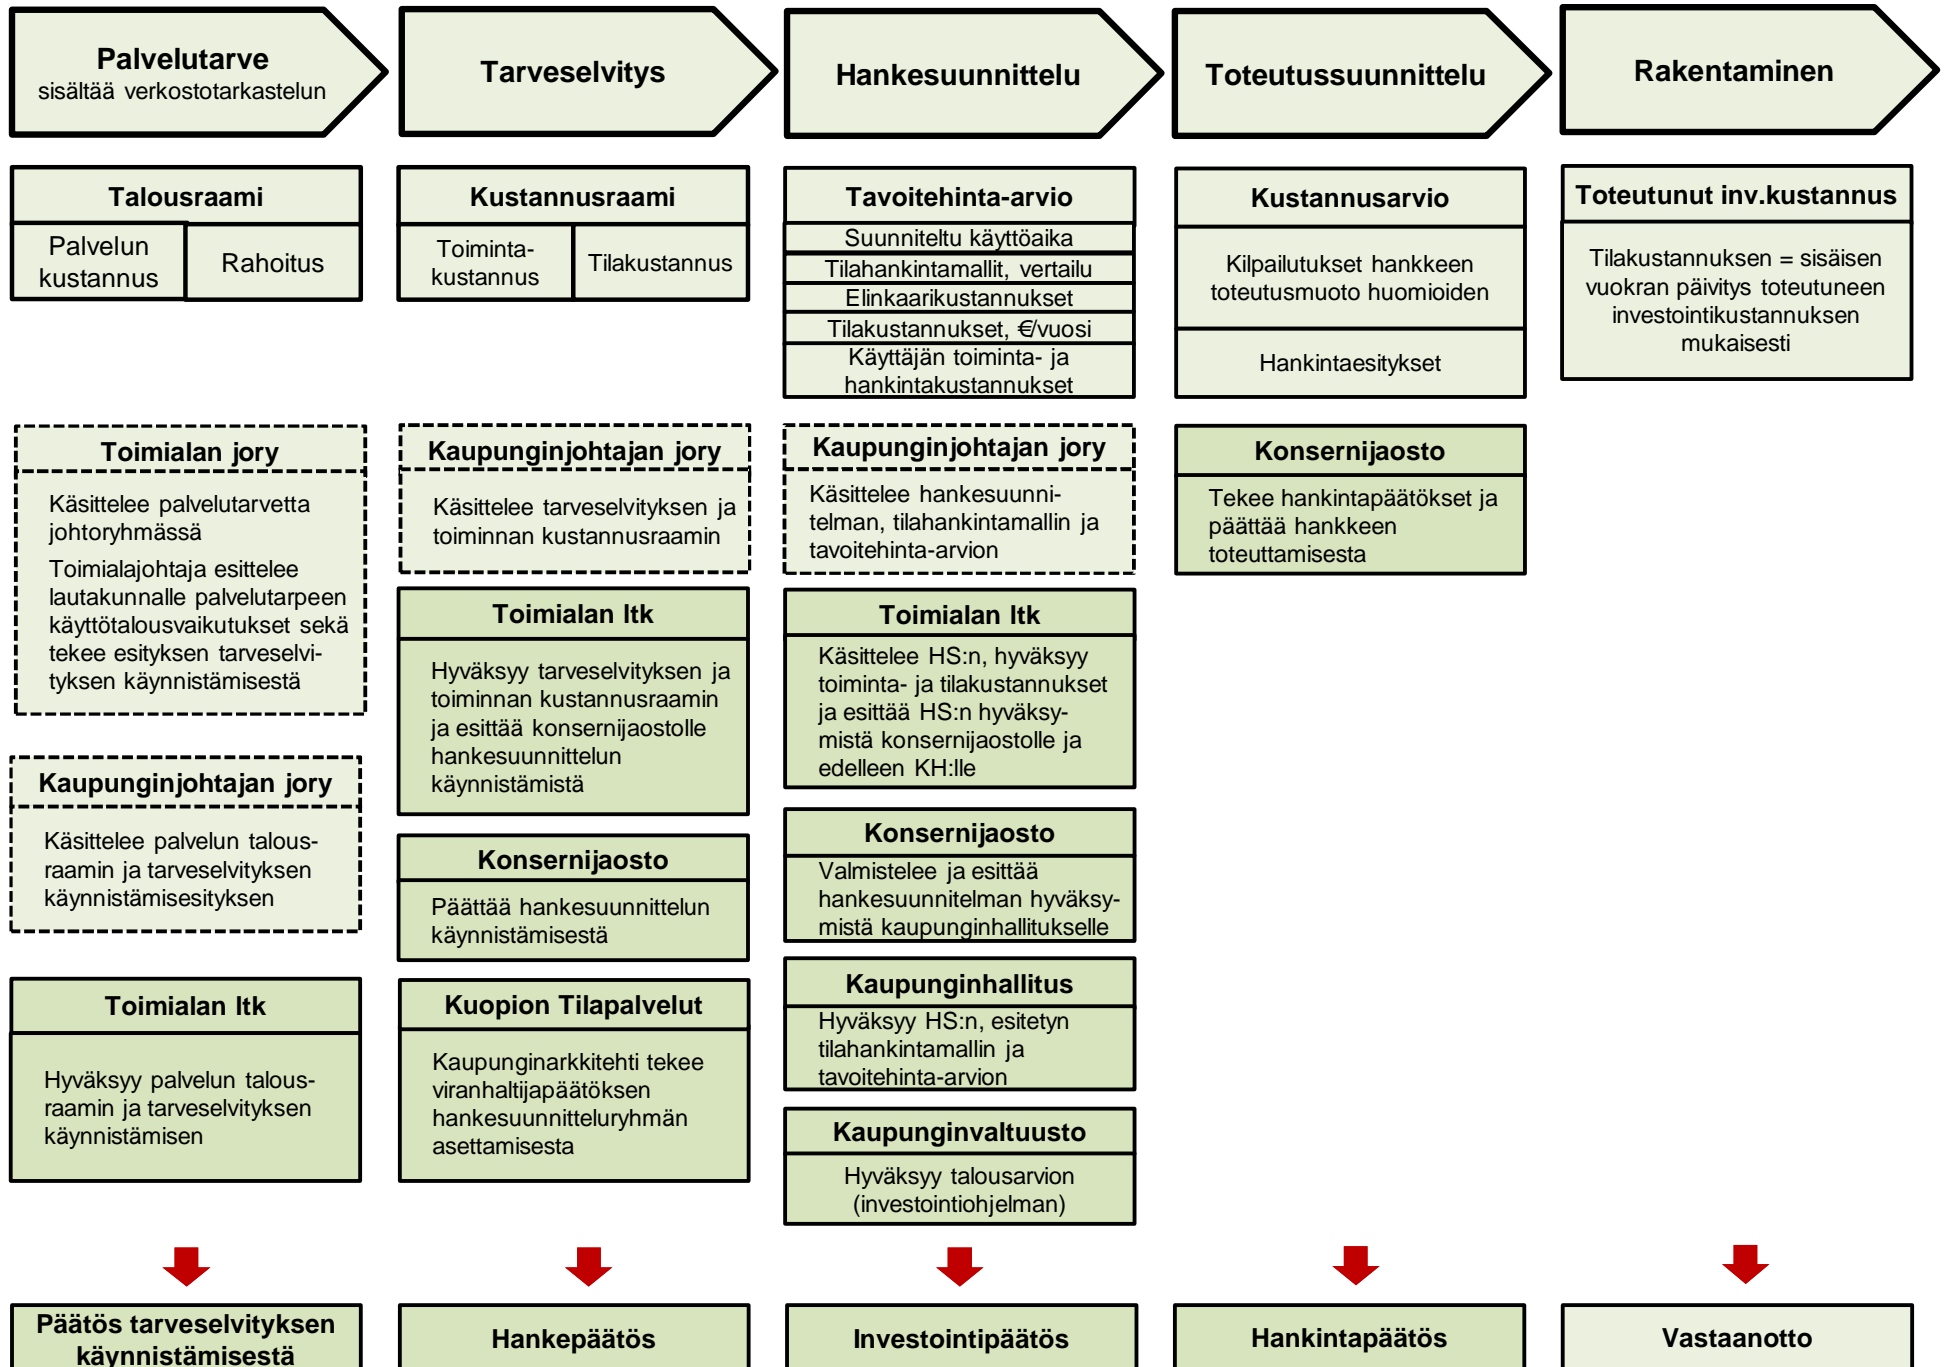 Palvelutarve
sisältää verkostotarkastelun
Tarveselvitys
Hankesuunnittelu
Toteutussuunnittelu
Rakentaminen
Talousraami
Palvelun
kustannus
Rahoitus
Kustannusraami
Toiminta-
kustannus
Tilakustannus
Tavoitehinta-arvio
Suunniteltu käyttöaika
Tilahankintamallit, vertailu
Elinkaarikustannukset
Tilakustannukset, €/vuosi
Käyttäjän toiminta- ja
hankintakustannukset
Kustannusarvio
Kilpailutukset hankkeen
toteutusmuoto huomioiden
Hankintaesitykset
Toteutunut inv.kustannus
Tilakustannuksen = sisäisen
vuokran päivitys toteutuneen
investointikustannuksen
mukaisesti
Toimialan jory
Käsittelee palvelutarvetta
johtoryhmässä
Toimialajohtaja esittelee
lautakunnalle palvelutarpeen
käyttötalousvaikutukset sekä
tekee esityksen tarveselvi-
tyksen käynnistämisestä
Kaupunginjohtajan jory
Käsittelee palvelun talous-
raamin ja tarveselvityksen
käynnistämisesityksen
Toimialan ltk
Hyväksyy palvelun talous-
raamin ja tarveselvityksen
käynnistämisen
Kaupunginjohtajan jory
Käsittelee tarveselvityksen ja
toiminnan kustannusraamin
Toimialan ltk
Hyväksyy tarveselvityksen ja
toiminnan kustannusraamin
ja esittää konsernijaostolle
hankesuunnittelun
käynnistämistä
Konsernijaosto
Päättää hankesuunnittelun
käynnistämisestä
Kuopion Tilapalvelut
Kaupunginarkkitehti tekee
viranhaltijapäätöksen
hankesuunnitteluryhmän
asettamisesta
Kaupunginjohtajan jory
Käsittelee hankesuunni-
telman, tilahankintamallin ja
tavoitehinta-arvion
Toimialan ltk
Käsittelee HS:n, hyväksyy
toiminta- ja tilakustannukset
ja esittää HS:n hyväksy-
mistä konsernijaostolle ja
edelleen KH:lle
Konsernijaosto
Valmistelee ja esittää
hankesuunnitelman hyväksy-
mistä kaupunginhallitukselle
Kaupunginhallitus
Hyväksyy HS:n, esitetyn
tilahankintamallin ja
tavoitehinta-arvion
Kaupunginvaltuusto
Hyväksyy talousarvion
(investointiohjelman)
Konsernijaosto
Tekee hankintapäätökset ja
päättää hankkeen
toteuttamisesta
Päätös tarveselvityksen
käynnistämisestä
Hankepäätös
Investointipäätös
Hankintapäätös
Vastaanotto